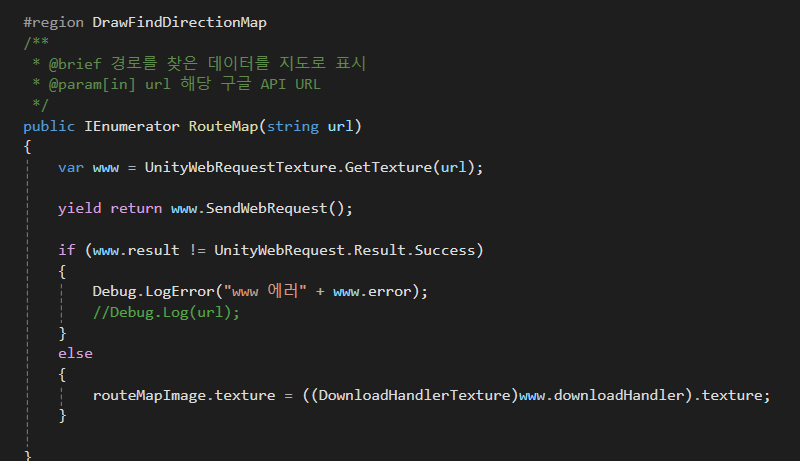 #region DrawFindDirectionMap
/**
 * @brief 경로를 찾은 데이터를 지도로 표시
 * @param[in] url 해당 구글 API URL
 */
public IEnumerator RouteMap(string url)
{
    var www = UnityWebRequestTexture.GetTexture(url);
    yield return www.SendWebRequest();
    if (www.result != UnityWebRequest.Result.Success)
    {
        Debug.LogError("www 에러" + www.error);
        //Debug.Log(url);
    }
    else
    {
        routeMapImage.texture = ((DownloadHandlerTexture)www.downloadHandler).texture;
    }
}